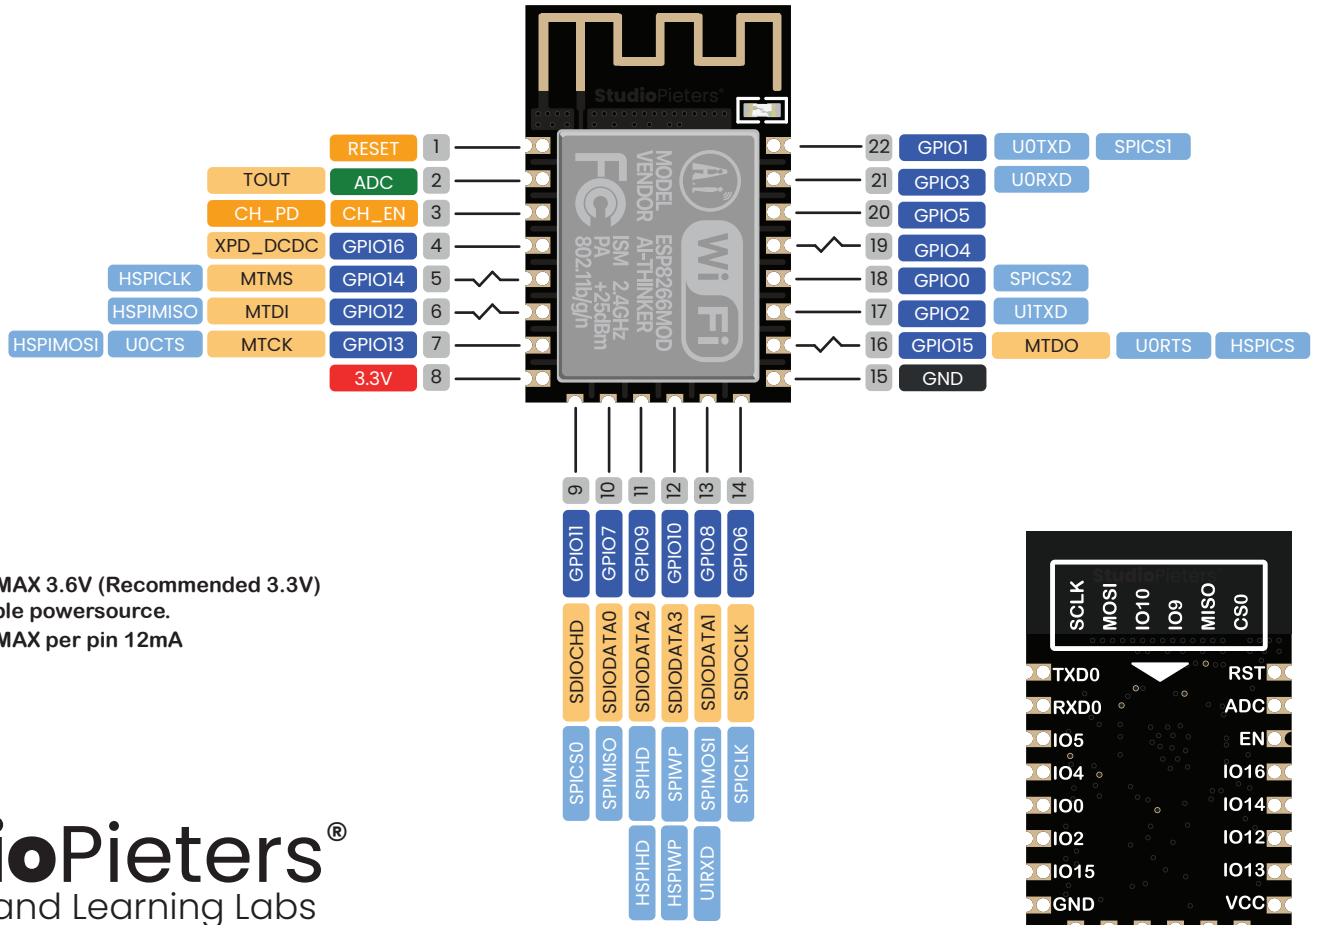 StudioPieters®
RESET 1
TOUT ADC 2
CH_PD CH_EN 3
XPD_DCDC GPIO16 4
HSPICLK MTMS GPIO14 5
HSPIMISO MTDI GPIO12 6
HSPIMOSI U0CTS MTCK GPIO13 7
3.3V 8
MODEL ESP8266MOD
VENDOR AI-THINKER
ISM 2.4GHz
PA +25dBm
802.11b/g/n
FC
A.i
WiFi
22 GPIO1 U0TXD SPICS1
21 GPIO3 U0RXD
20 GPIO5
19 GPIO4
18 GPIO0 SPICS2
17 GPIO2 U1TXD
16 GPIO15 MTDO U0RTS HSPICS
15 GND
9 GPIO11 SDIOCHD SPICS0
10 GPIO7 SDIODATA0 SPIMISO
11 GPIO9 SDIODATA2 SPIHD HSPIHD
12 GPIO10 SDIODATA3 SPIWP HSPIWP
13 GPIO8 SDIODATA1 SPIMOSI U1RXD
14 GPIO6 SDIOCLK SPICLK
MAX 3.6V (Recommended 3.3V)
ble powersource.
MAX per pin 12mA
ioPieters®
and Learning Labs
StudioPieters®
SCLK
MOSI
IO10
IO9
MISO
CS0
TXD0 RST
RXD0 ADC
IO5 EN
IO4 IO16
IO0 IO14
IO2 IO12
IO15 IO13
GND VCC